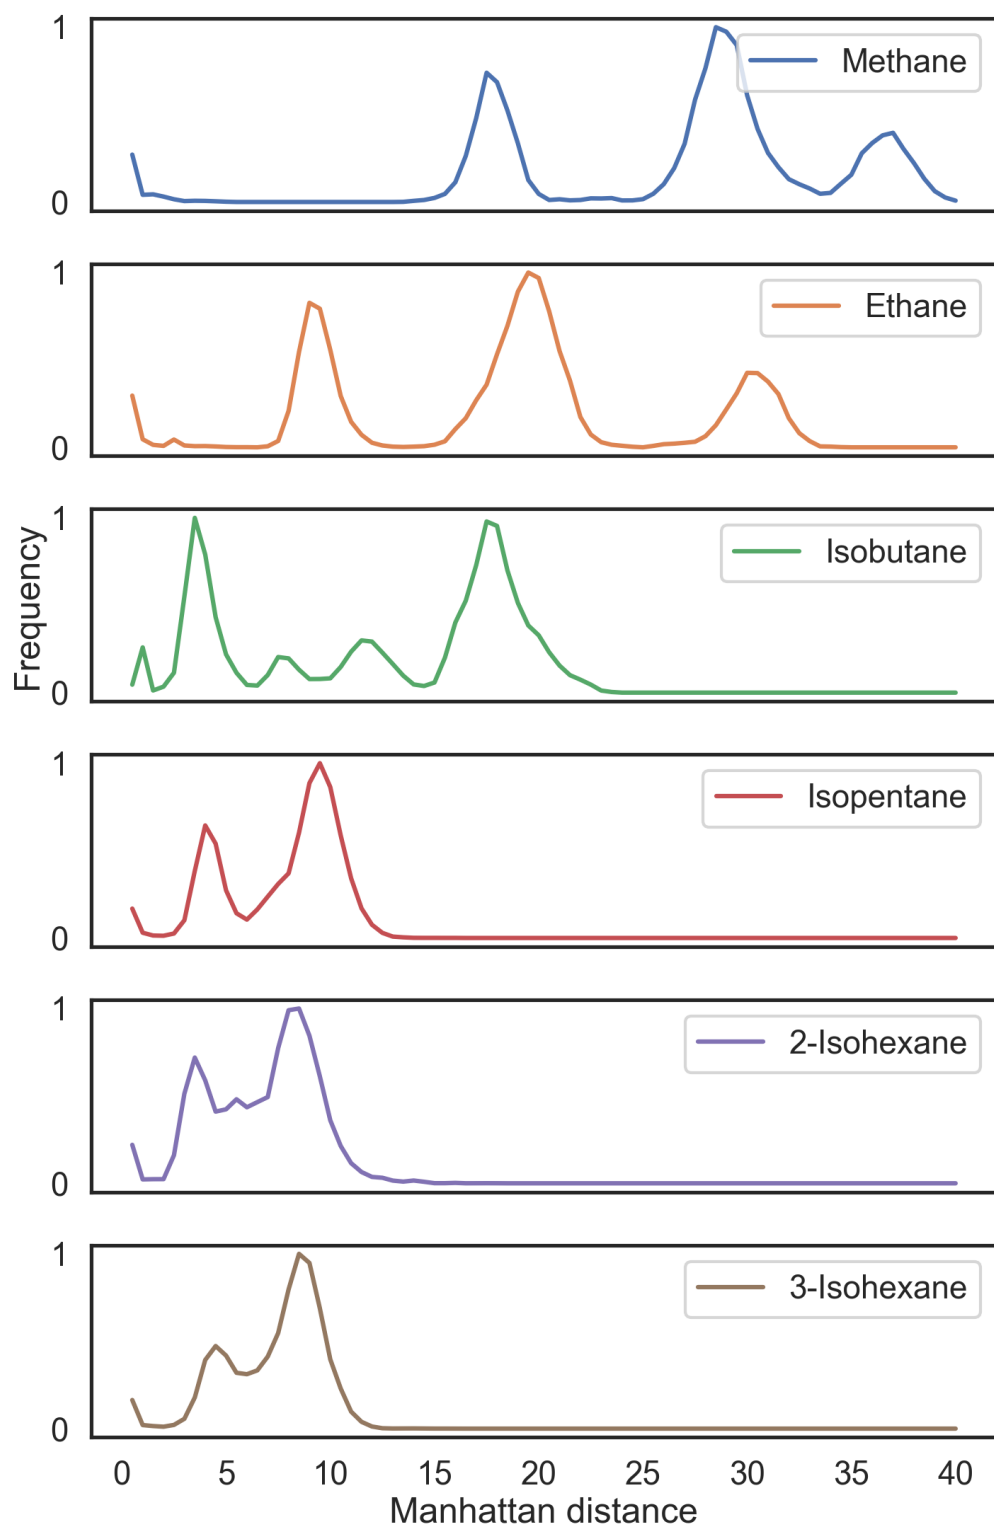 1
Methane
0
1
Ethane
0
1
Isobutane
Frequency
0
1
Isopentane
0
1
2-Isohexane
0
1
3-Isohexane
0
0 5 10 15 20 25 30 35 40
Manhattan distance